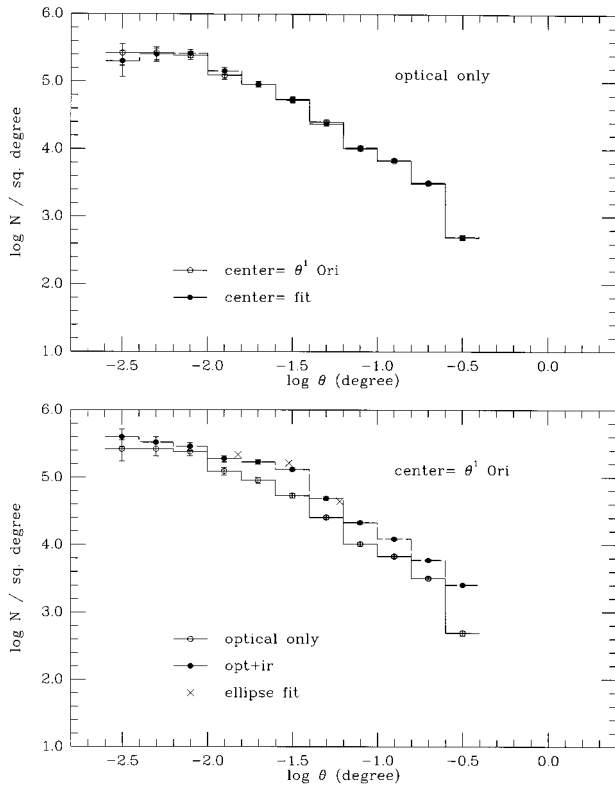 6.0
5.0
4.0
3.0
2.0
1.0
log N / sq. degree
optical only
center= θ¹ Ori
center= fit
−2.5 −2.0 −1.5 −1.0 −0.5 0.0
log θ (degree)
6.0
5.0
4.0
3.0
2.0
1.0
log N / sq. degree
center= θ¹ Ori
optical only
opt+ir
ellipse fit
−2.5 −2.0 −1.5 −1.0 −0.5 0.0
log θ (degree)